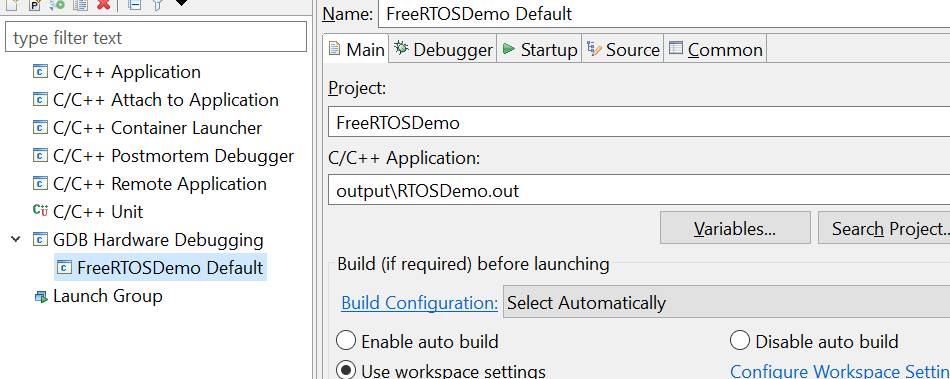 Name: FreeRTOSDemo Default
type filter text
C/C++ Application
C/C++ Attach to Application
C/C++ Container Launcher
C/C++ Postmortem Debugger
C/C++ Remote Application
C/C++ Unit
GDB Hardware Debugging
FreeRTOSDemo Default
Launch Group
Main Debugger Startup Source Common
Project:
FreeRTOSDemo
C/C++ Application:
output\RTOSDemo.out
Variables... Search Project...
Build (if required) before launching
Build Configuration: Select Automatically
Enable auto build Disable auto build
Use workspace settings Configure Workspace Settin